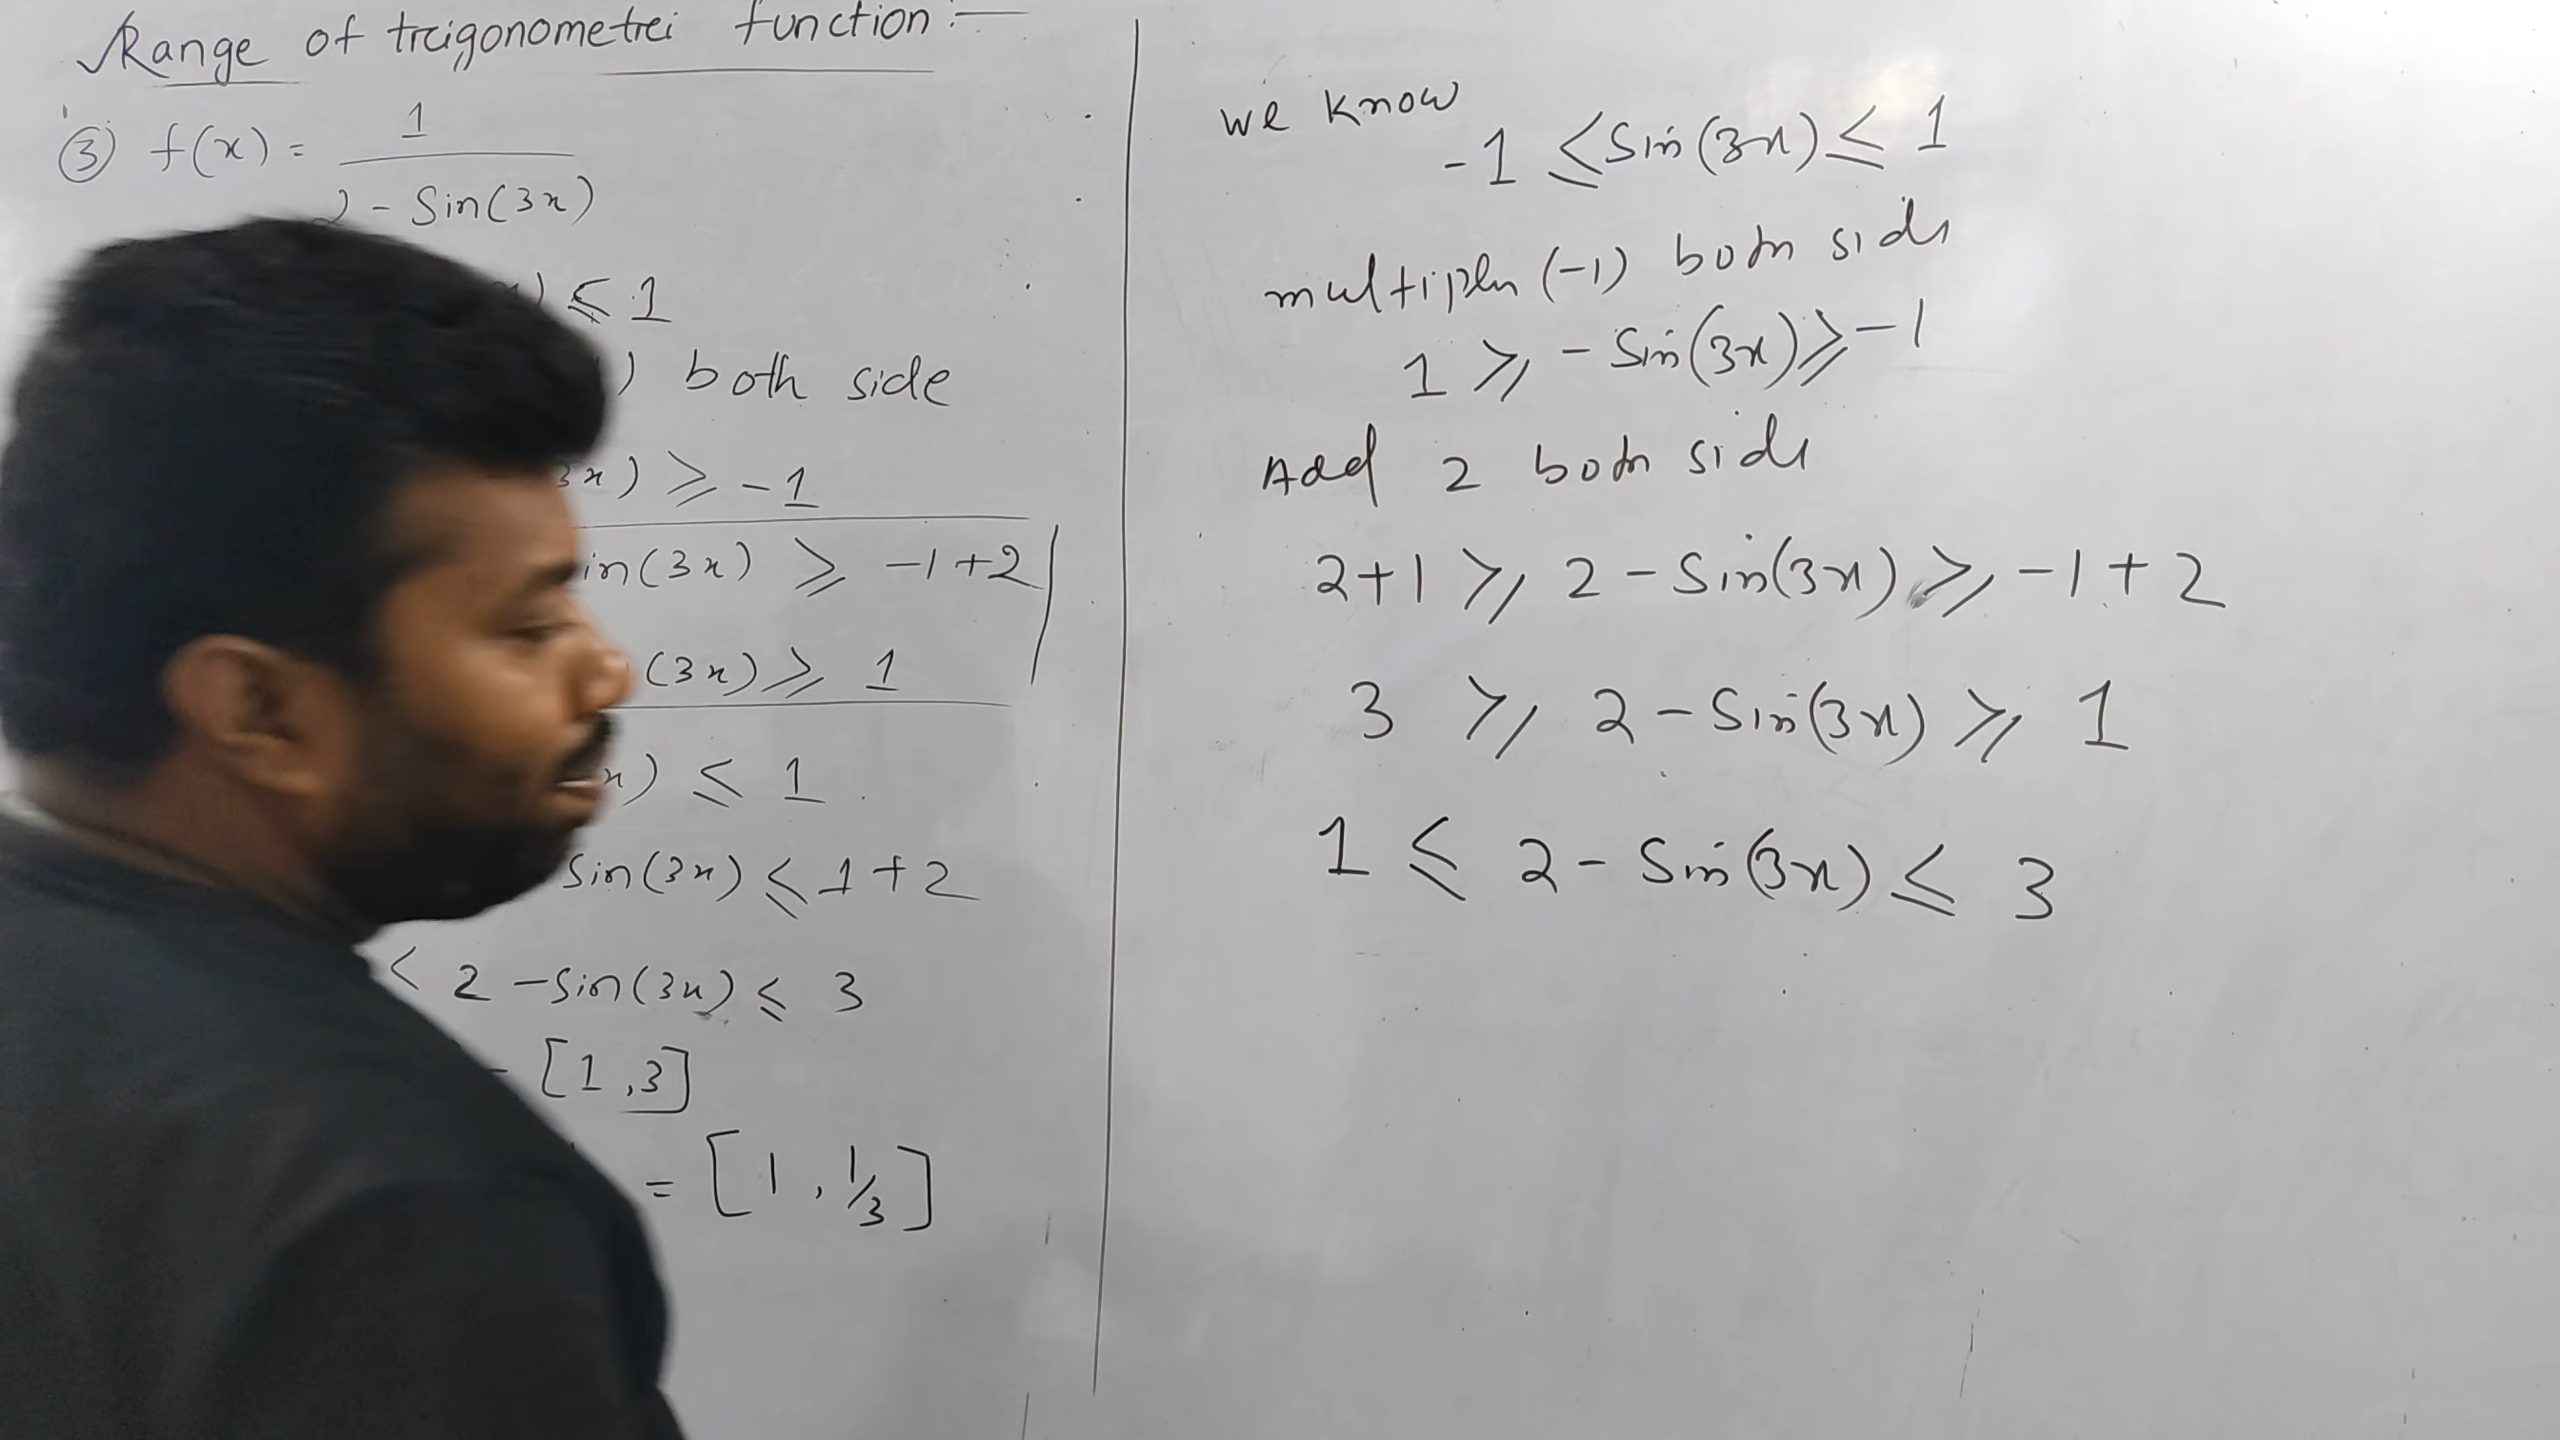 Range of trigonometri function :-
③ f(x) = 1
2 - Sin(3x)
) ≤ 1
) both side
3x) ≥ -1
in(3x) ≥ -1+2
(3x) ≥ 1
x) ≤ 1
Sin(3x) ≤ 1+2
< 2 - Sin(3x) ≤ 3
- [1,3]
= [1, 1/3]
we know
-1 ≤ Sin(3x) ≤ 1
multiply (-1) both side
1 ≥ - Sin(3x) ≥ -1
Add 2 both side
2+1 ≥ 2 - Sin(3x) ≥ -1+2
3 ≥ 2 - Sin(3x) ≥ 1
1 ≤ 2 - Sin(3x) ≤ 3